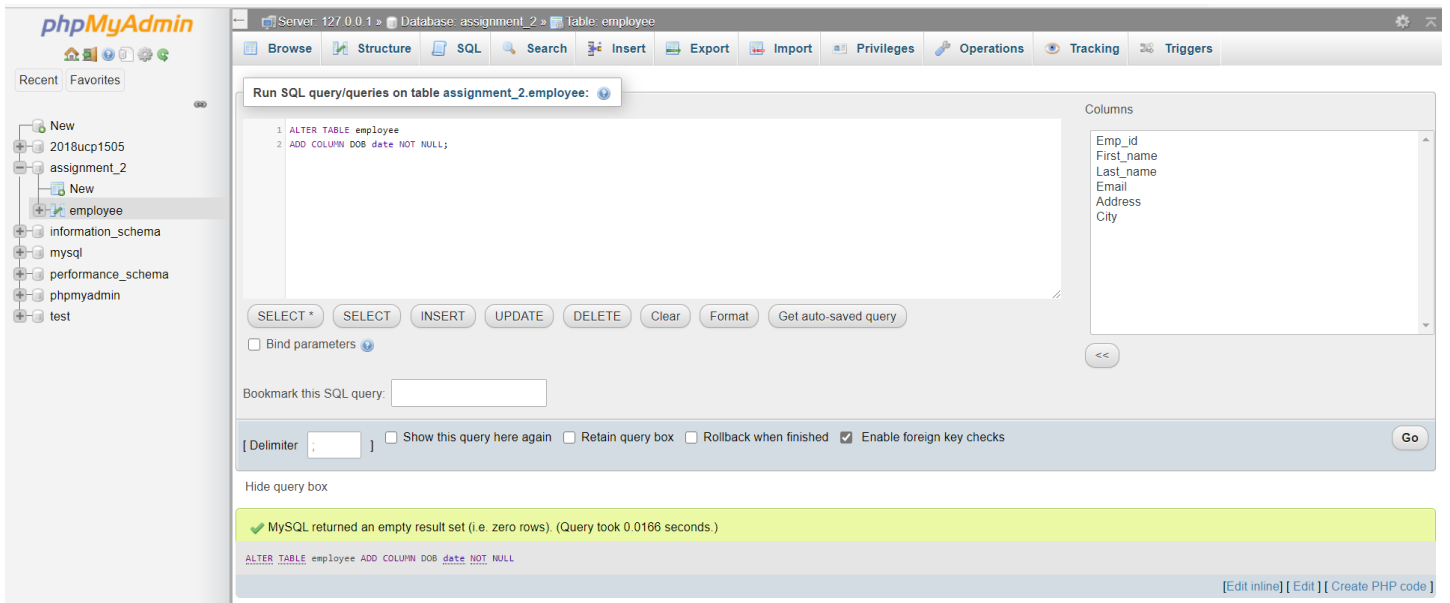 phpMyAdmin
Recent Favorites
New
2018ucp1505
assignment_2
New
employee
information_schema
mysql
performance_schema
phpmyadmin
test
Server: 127.0.0.1 » Database: assignment_2 » Table: employee
Browse Structure SQL Search Insert Export Import Privileges Operations Tracking Triggers
Run SQL query/queries on table assignment_2.employee:
1 ALTER TABLE employee
2 ADD COLUMN DOB date NOT NULL;
Columns
Emp_id
First_name
Last_name
Email
Address
City
SELECT * SELECT INSERT UPDATE DELETE Clear Format Get auto-saved query
<<
Bind parameters
Bookmark this SQL query:
[ Delimiter ; ] Show this query here again Retain query box Rollback when finished Enable foreign key checks Go
Hide query box
MySQL returned an empty result set (i.e. zero rows). (Query took 0.0166 seconds.)
ALTER TABLE employee ADD COLUMN DOB date NOT NULL
[Edit inline] [ Edit ] [ Create PHP code ]